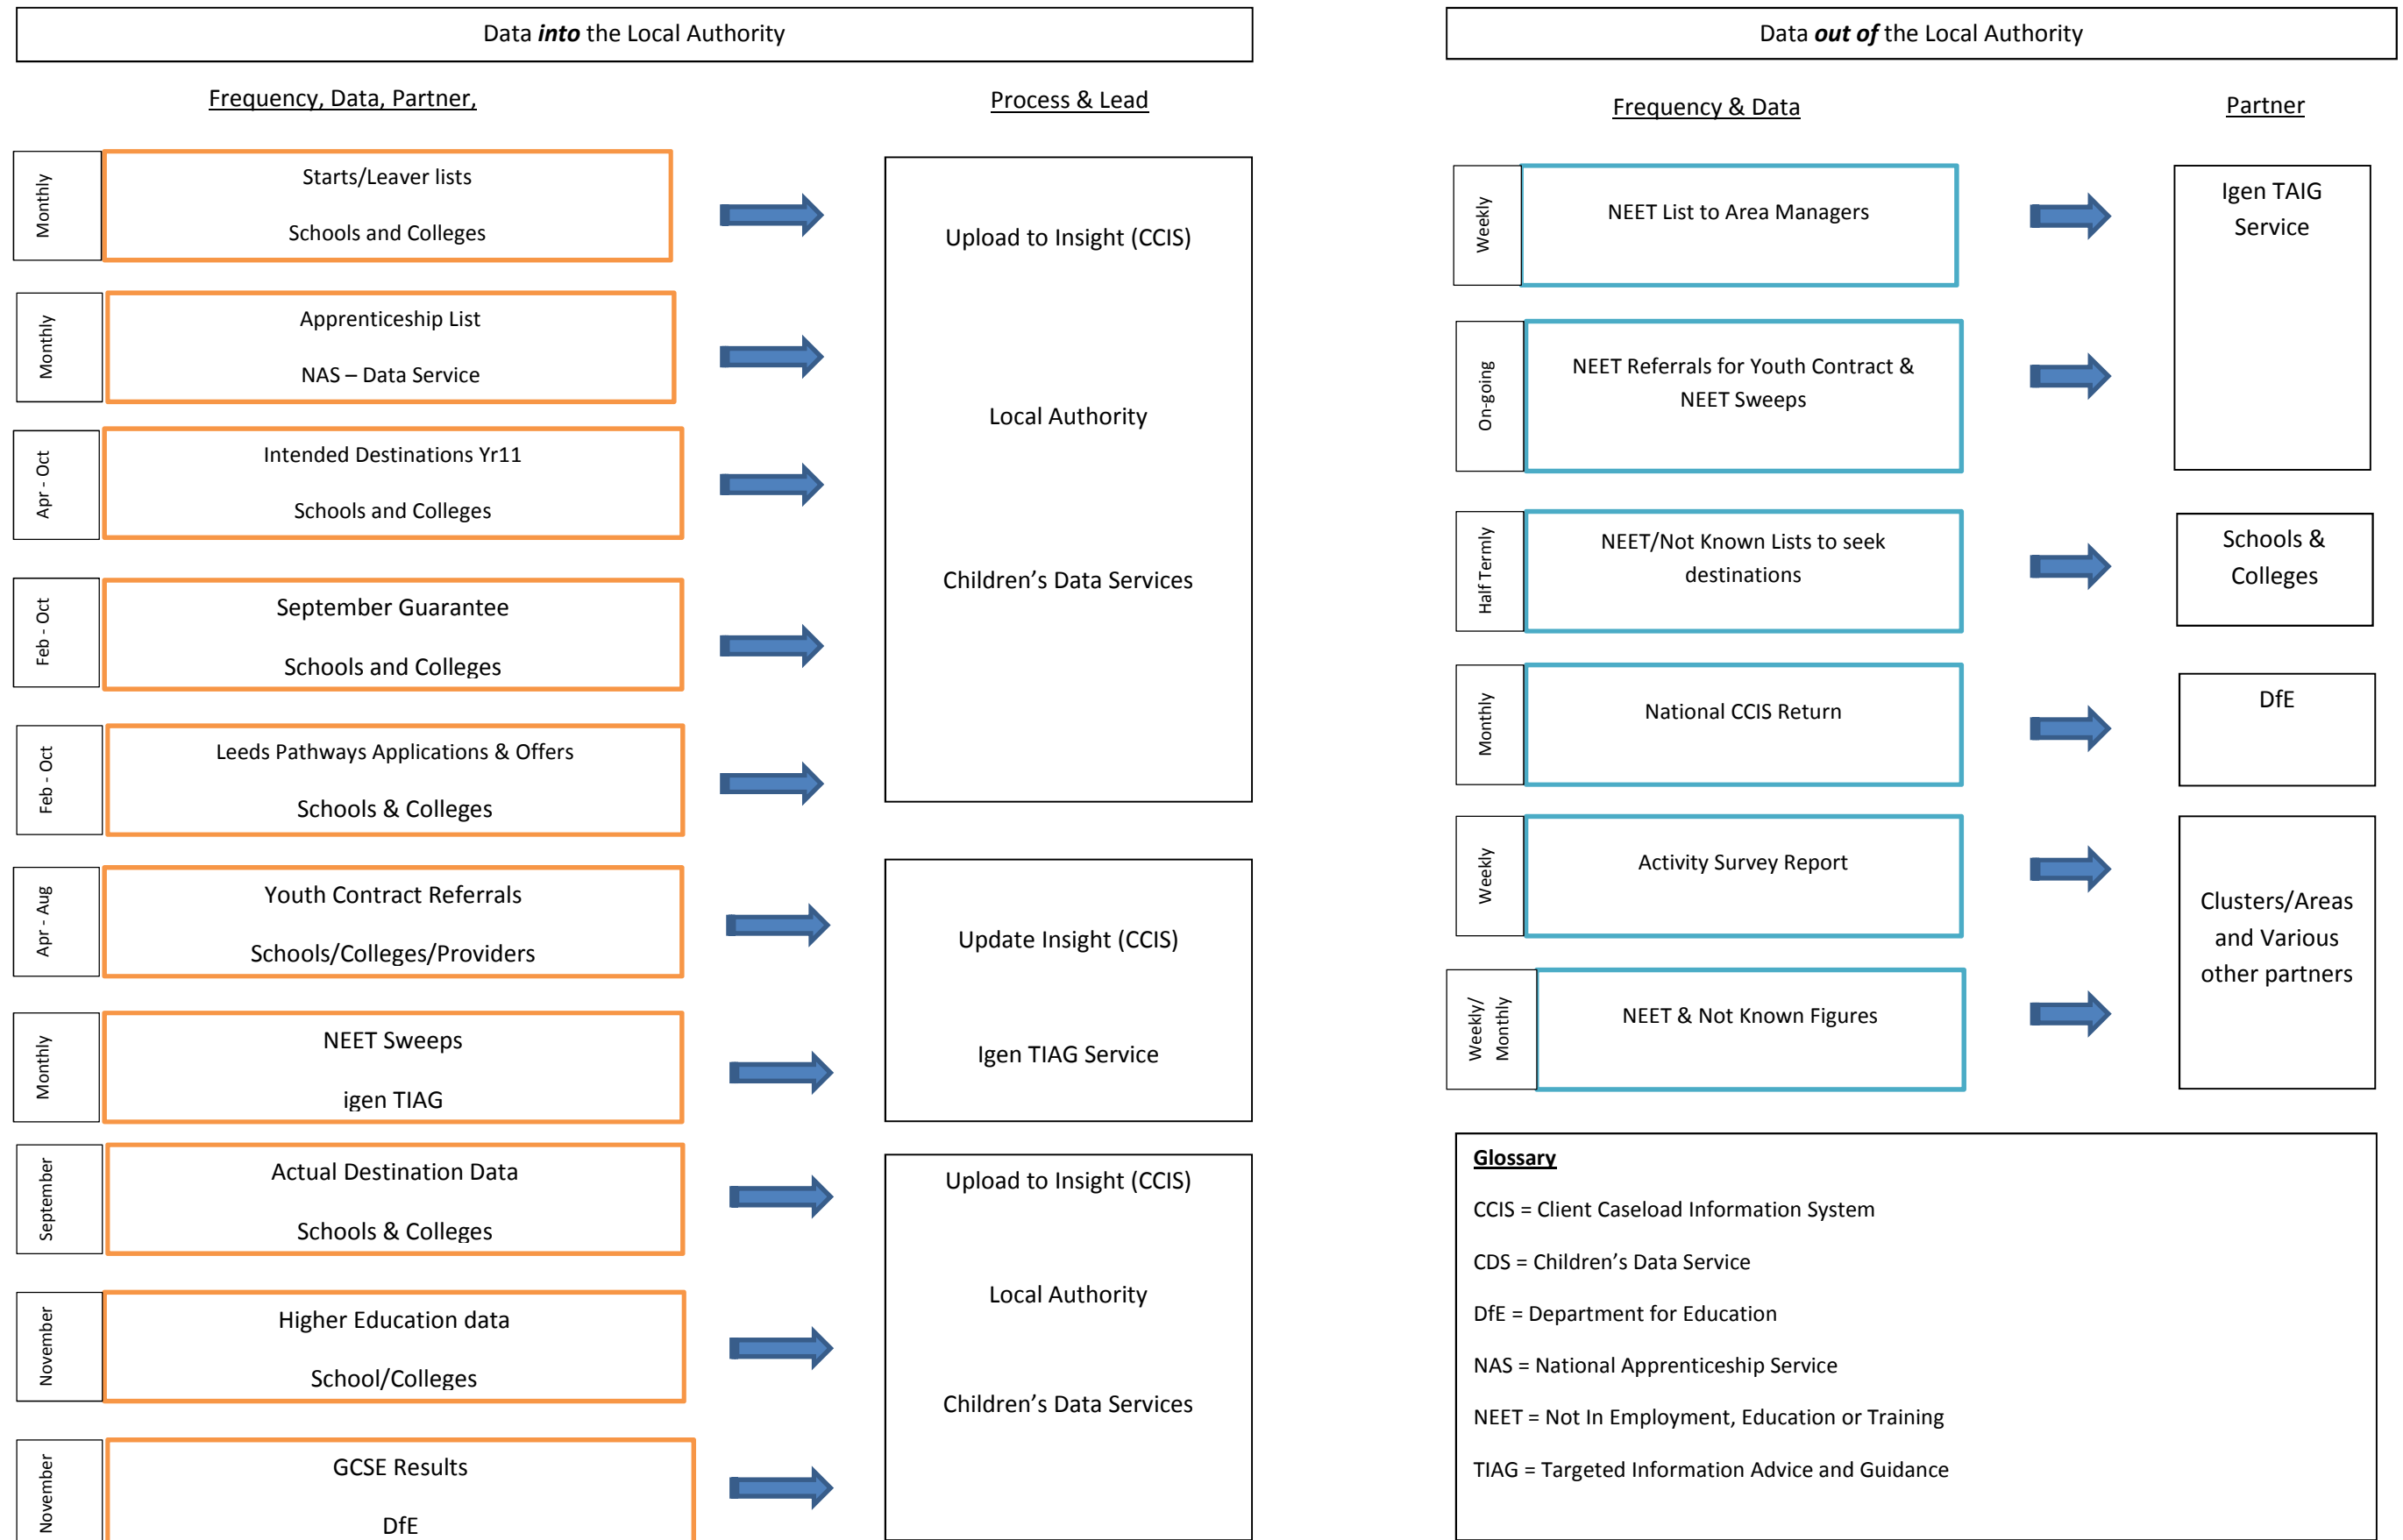 Data into the Local Authority
Frequency, Data, Partner,
Process & Lead
Monthly
Starts/Leaver lists
Schools and Colleges
Monthly
Apprenticeship List
NAS – Data Service
Apr - Oct
Intended Destinations Yr11
Schools and Colleges
Feb - Oct
September Guarantee
Schools and Colleges
Feb - Oct
Leeds Pathways Applications & Offers
Schools & Colleges
Upload to Insight (CCIS)
Local Authority
Children’s Data Services
Apr - Aug
Youth Contract Referrals
Schools/Colleges/Providers
Monthly
NEET Sweeps
igen TIAG
Update Insight (CCIS)
Igen TIAG Service
September
Actual Destination Data
Schools & Colleges
November
Higher Education data
School/Colleges
November
GCSE Results
DfE
Upload to Insight (CCIS)
Local Authority
Children’s Data Services
Data out of the Local Authority
Frequency & Data
Partner
Weekly
NEET List to Area Managers
On-going
NEET Referrals for Youth Contract &
NEET Sweeps
Igen TAIG
Service
Half Termly
NEET/Not Known Lists to seek
destinations
Schools &
Colleges
Monthly
National CCIS Return
DfE
Weekly
Activity Survey Report
Weekly/
Monthly
NEET & Not Known Figures
Clusters/Areas
and Various
other partners
Glossary
CCIS = Client Caseload Information System
CDS = Children’s Data Service
DfE = Department for Education
NAS = National Apprenticeship Service
NEET = Not In Employment, Education or Training
TIAG = Targeted Information Advice and Guidance